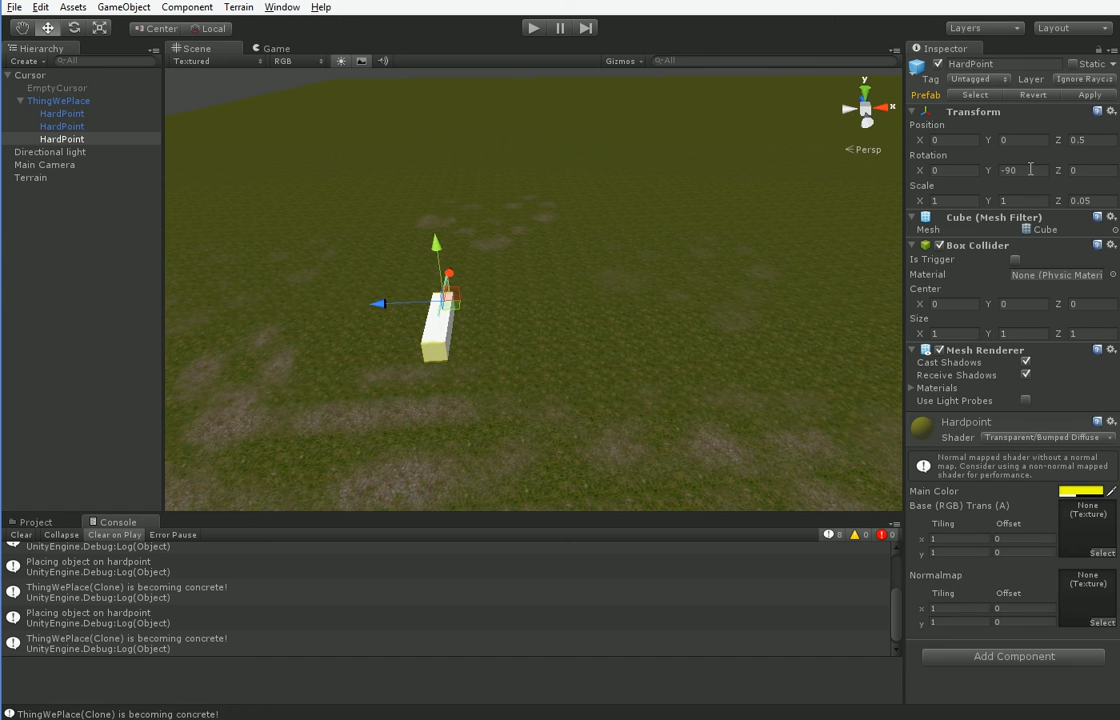 File Edit Assets GameObject Component Terrain Window Help
Center Local Layers Layout
Hierarchy
Create All
Cursor
EmptyCursor
ThingWePlace
HardPoint
HardPoint
HardPoint
Directional light
Main Camera
Terrain
Scene Game
Textured RGB Gizmos All
y
x
Persp
Inspector
HardPoint Static
Tag Untagged Layer Ignore Rayc
Prefab Select Revert Apply
Transform
Position
X 0 Y 0 Z 0.5
Rotation
X 0 Y -90 Z 0
Scale
X 1 Y 1 Z 0.05
Cube (Mesh Filter)
Mesh Cube
Box Collider
Is Trigger
Material None (Physic Materi
Center
X 0 Y 0 Z 0
Size
X 1 Y 1 Z 1
Mesh Renderer
Cast Shadows
Receive Shadows
Materials
Use Light Probes
Hardpoint
Shader Transparent/Bumped Diffuse
Normal mapped shader without a normal
map. Consider using a non-normal mapped
shader for performance.
Main Color
Base (RGB) Trans (A) None
(Texture)
Tiling Offset
x 1 0
y 1 0
Select
Normalmap None
(Texture)
Tiling Offset
x 1 0
y 1 0
Select
Add Component
Project Console
Clear Collapse Clear on Play Error Pause 8 0 0
UnityEngine.Debug:Log(Object)
Placing object on hardpoint
UnityEngine.Debug:Log(Object)
ThingWePlace(Clone) is becoming concrete!
UnityEngine.Debug:Log(Object)
Placing object on hardpoint
UnityEngine.Debug:Log(Object)
ThingWePlace(Clone) is becoming concrete!
UnityEngine.Debug:Log(Object)
ThingWePlace(Clone) is becoming concrete!